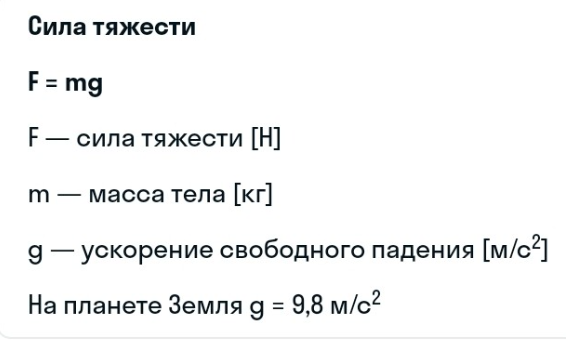 Сила тяжести
F = mg
F — сила тяжести [Н]
m — масса тела [кг]
g — ускорение свободного падения [м/с²]
На планете Земля g = 9,8 м/с²